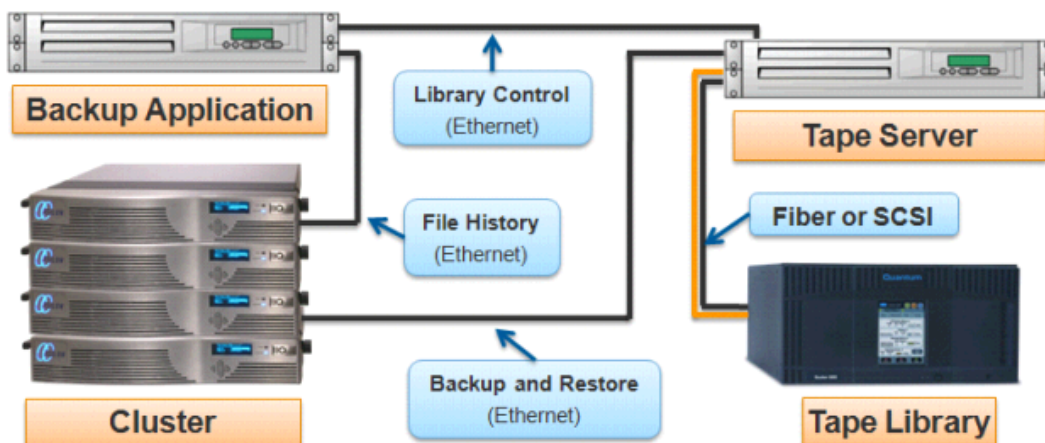 Backup Application
Library Control
(Ethernet)
Tape Server
File History
(Ethernet)
Fiber or SCSI
Quantum
Backup and Restore
(Ethernet)
Cluster
Tape Library